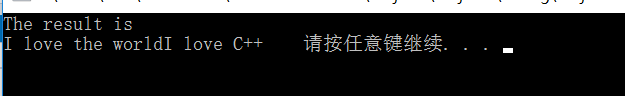 The result is
I love the worldI love C++    请按任意键继续. . .